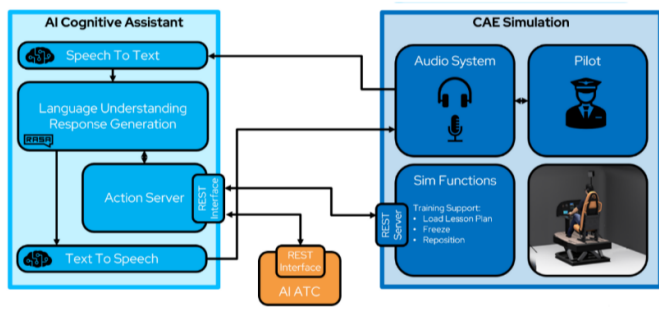 AI Cognitive Assistant
Speech To Text
Language Understanding
Response Generation
RASA
Action Server
REST
Interface
Text To Speech
REST
Interface
AI ATC
CAE Simulation
Audio System
Pilot
Sim Functions
Training Support:
• Load Lesson Plan
• Freeze
• Reposition
REST
Server